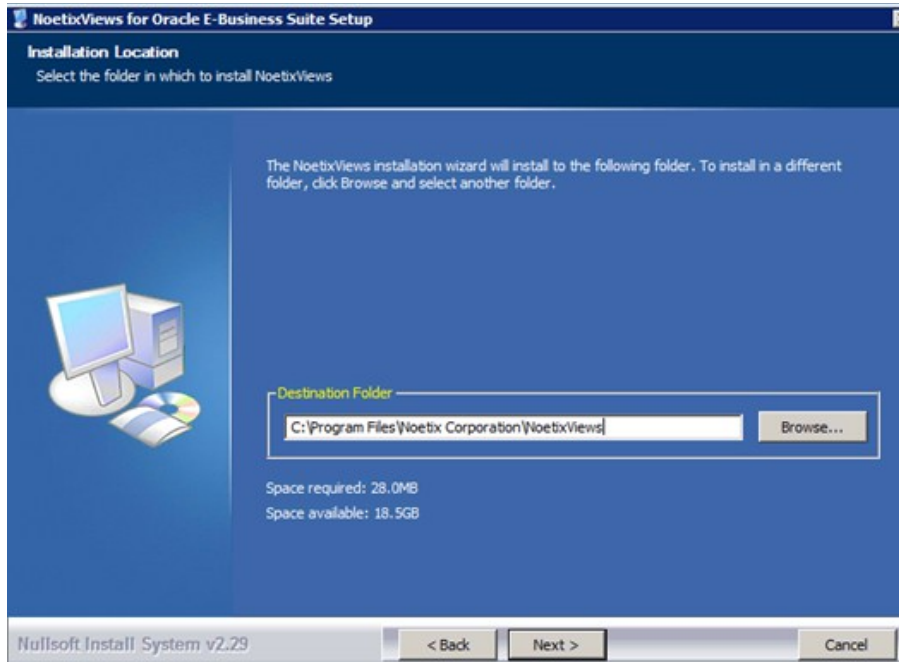 NoetixViews for Oracle E-Business Suite Setup
Installation Location
Select the folder in which to install NoetixViews
The NoetixViews installation wizard will install to the following folder. To install in a different
folder, click Browse and select another folder.
Destination Folder
C:\Program Files\Noetix Corporation\NoetixViews
Browse...
Space required: 28.0MB
Space available: 18.5GB
Nullsoft Install System v2.29
< Back
Next >
Cancel